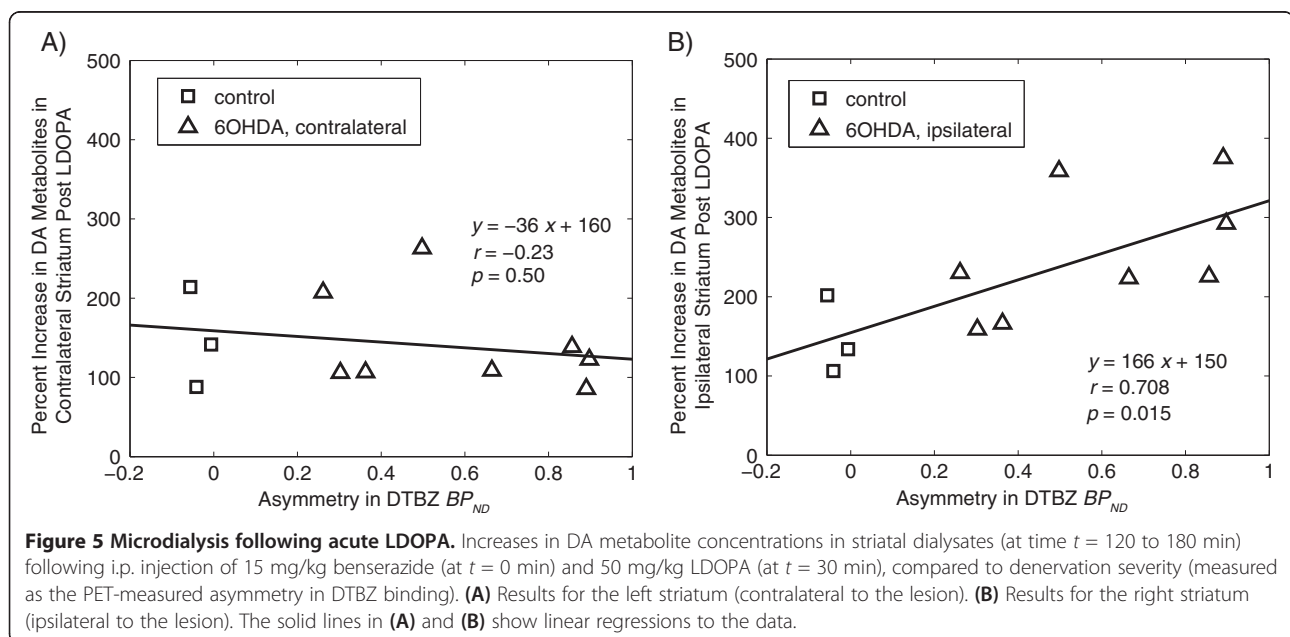 A)
500
400
300
200
100
0
Percent Increase in DA Metabolites in
Contralateral Striatum Post LDOPA
control
6OHDA, contralateral
y = −36 x + 160
r = −0.23
p = 0.50
−0.2 0 0.2 0.4 0.6 0.8 1
Asymmetry in DTBZ BP_ND
B)
500
400
300
200
100
0
Percent Increase in DA Metabolites in
Ipsilateral Striatum Post LDOPA
control
6OHDA, ipsilateral
y = 166 x + 150
r = 0.708
p = 0.015
−0.2 0 0.2 0.4 0.6 0.8 1
Asymmetry in DTBZ BP_ND
Figure 5 Microdialysis following acute LDOPA. Increases in DA metabolite concentrations in striatal dialysates (at time t = 120 to 180 min)
following i.p. injection of 15 mg/kg benserazide (at t = 0 min) and 50 mg/kg LDOPA (at t = 30 min), compared to denervation severity (measured
as the PET-measured asymmetry in DTBZ binding). (A) Results for the left striatum (contralateral to the lesion). (B) Results for the right striatum
(ipsilateral to the lesion). The solid lines in (A) and (B) show linear regressions to the data.